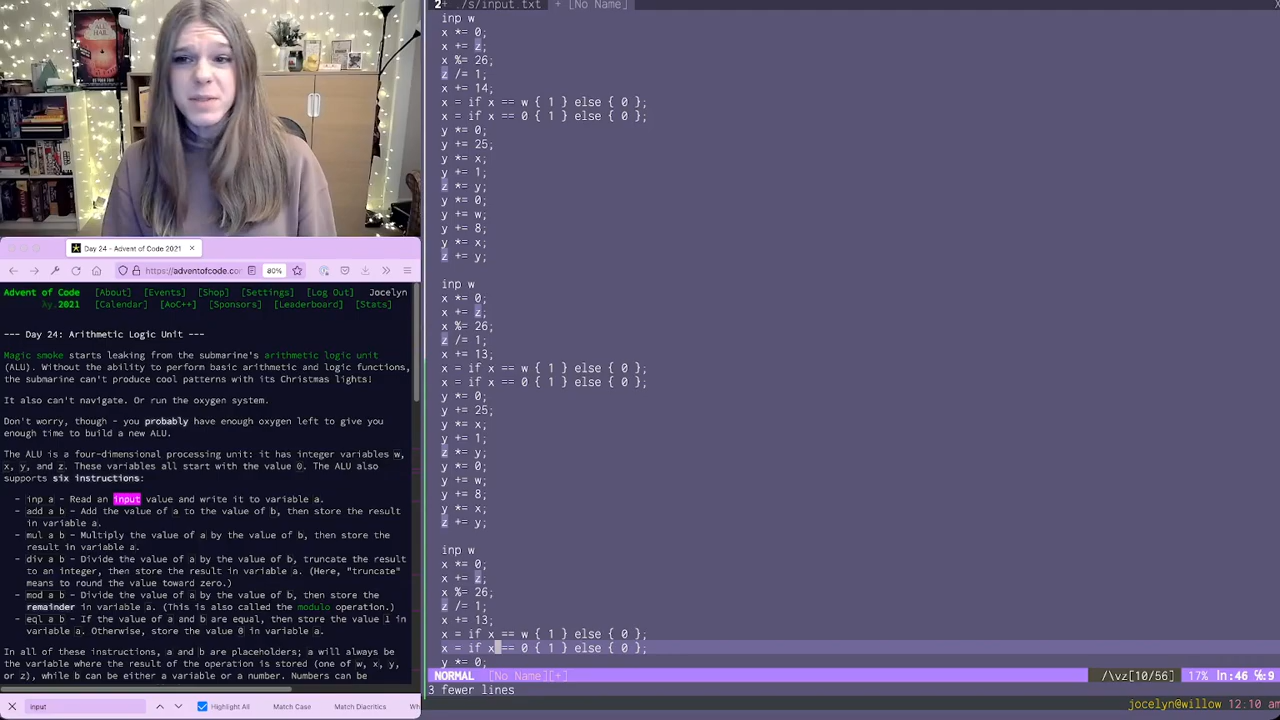 ALL HAIL
2+ ./s/input.txt + [No Name] X
inp w
x *= 0;
x += z;
x %= 26;
z /= 1;
x += 14;
x = if x == w { 1 } else { 0 };
x = if x == 0 { 1 } else { 0 };
y *= 0;
y += 25;
y *= x;
y += 1;
z *= y;
y *= 0;
y += w;
y += 8;
y *= x;
z += y;
inp w
x *= 0;
x += z;
x %= 26;
z /= 1;
x += 13;
x = if x == w { 1 } else { 0 };
x = if x == 0 { 1 } else { 0 };
y *= 0;
y += 25;
y *= x;
y += 1;
z *= y;
y *= 0;
y += w;
y += 8;
y *= x;
z += y;
inp w
x *= 0;
x += z;
x %= 26;
z /= 1;
x += 13;
x = if x == w { 1 } else { 0 };
x = if x == 0 { 1 } else { 0 };
y *= 0;
NORMAL [No Name][+] /\vz[10/56] 17% ln:46 ℅:9
3 fewer lines
jocelyn@willow 12:10 am
Day 24 - Advent of Code 2021
https://adventofcode.co 80%
Advent of Code [About] [Events] [Shop] [Settings] [Log Out] Jocelyn
2021 [Calendar] [AoC++] [Sponsors] [Leaderboard] [Stats]
--- Day 24: Arithmetic Logic Unit ---
Magic smoke starts leaking from the submarine's arithmetic logic unit
(ALU). Without the ability to perform basic arithmetic and logic functions,
the submarine can't produce cool patterns with its Christmas lights!
It also can't navigate. Or run the oxygen system.
Don't worry, though - you probably have enough oxygen left to give you
enough time to build a new ALU.
The ALU is a four-dimensional processing unit: it has integer variables w,
x, y, and z. These variables all start with the value 0. The ALU also
supports six instructions:
- inp a - Read an input value and write it to variable a.
- add a b - Add the value of a to the value of b, then store the result
in variable a.
- mul a b - Multiply the value of a by the value of b, then store the
result in variable a.
- div a b - Divide the value of a by the value of b, truncate the result
to an integer, then store the result in variable a. (Here, "truncate"
means to round the value toward zero.)
- mod a b - Divide the value of a by the value of b, then store the
remainder in variable a. (This is also called the modulo operation.)
- eql a b - If the value of a and b are equal, then store the value 1 in
variable a. Otherwise, store the value 0 in variable a.
In all of these instructions, a and b are placeholders; a will always be
the variable where the result of the operation is stored (one of w, x, y,
or z), while b can be either a variable or a number. Numbers can be
input Highlight All Match Case Match Diacritics Wh